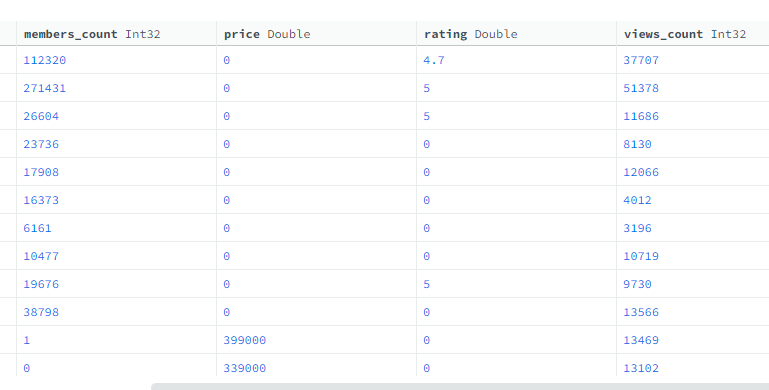 members_count Int32 price Double rating Double views_count Int32
112320 0 4.7 37707
271431 0 5 51378
26604 0 5 11686
23736 0 0 8130
17908 0 0 12066
16373 0 0 4012
6161 0 0 3196
10477 0 0 10719
19676 0 5 9730
38798 0 0 13566
1 399000 0 13469
0 339000 0 13102